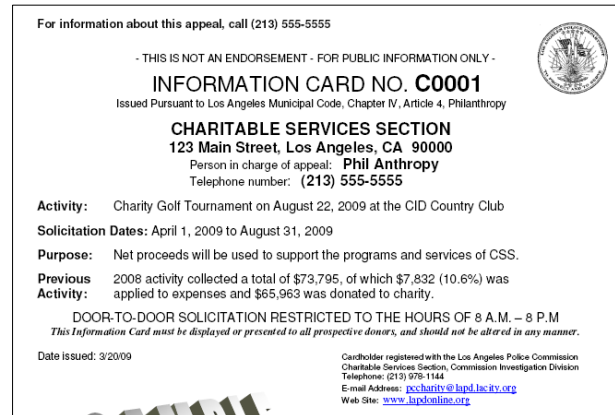 For information about this appeal, call (213) 555-5555
- THIS IS NOT AN ENDORSEMENT - FOR PUBLIC INFORMATION ONLY -
INFORMATION CARD NO. C0001
Issued Pursuant to Los Angeles Municipal Code, Chapter IV, Article 4, Philanthropy
CHARITABLE SERVICES SECTION
123 Main Street, Los Angeles, CA 90000
Person in charge of appeal: Phil Anthropy
Telephone number: (213) 555-5555
Activity: Charity Golf Tournament on August 22, 2009 at the CID Country Club
Solicitation Dates: April 1, 2009 to August 31, 2009
Purpose: Net proceeds will be used to support the programs and services of CSS.
Previous 2008 activity collected a total of $73,795, of which $7,832 (10.6%) was
Activity: applied to expenses and $65,963 was donated to charity.
DOOR-TO-DOOR SOLICITATION RESTRICTED TO THE HOURS OF 8 A.M. – 8 P.M
This Information Card must be displayed or presented to all prospective donors, and should not be altered in any manner.
Date issued: 3/20/09
Cardholder registered with the Los Angeles Police Commission
Charitable Services Section, Commission Investigation Division
Telephone: (213) 978-1144
E-mail Address: pccharity@lapd.lacity.org
Web Site: www.lapdonline.org